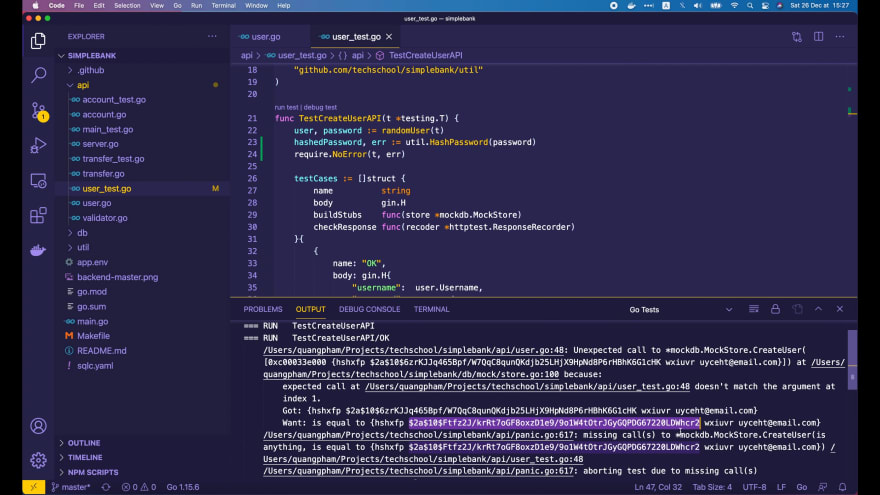 Code File Edit Selection View Go Run Terminal Window Help Sat 26 Dec at 15:27
user_test.go — simplebank
EXPLORER
SIMPLEBANK
.github
api
account_test.go
account.go
main_test.go
server.go
transfer_test.go
transfer.go
user_test.go M
user.go
validator.go
db
util
app.env
backend-master.png
go.mod
go.sum
main.go
Makefile
README.md
sqlc.yaml
OUTLINE
TIMELINE
NPM SCRIPTS
user.go user_test.go
api > user_test.go > {} api > TestCreateUserAPI
18 "github.com/techschool/simplebank/util"
19 )
20
run test | debug test
21 func TestCreateUserAPI(t *testing.T) {
22 user, password := randomUser(t)
23 hashedPassword, err := util.HashPassword(password)
24 require.NoError(t, err)
25
26 testCases := []struct {
27 name string
28 body gin.H
29 buildStubs func(store *mockdb.MockStore)
30 checkResponse func(recoder *httptest.ResponseRecorder)
31 }{
32 {
33 name: "OK",
34 body: gin.H{
35 "username": user.Username,
PROBLEMS OUTPUT DEBUG CONSOLE TERMINAL Go Tests
=== RUN TestCreateUserAPI
=== RUN TestCreateUserAPI/OK
/Users/quangpham/Projects/techschool/simplebank/api/user.go:48: Unexpected call to *mockdb.MockStore.CreateUser(
[0xc00033e000 {hshxfp $2a$10$6zrKJJq465Bpf/W7QqC8qunQKdjb25LHjX9HpNd8P6rHBhK6G1cHK wxiuvr uyceht@email.com}]) at /Users/
quangpham/Projects/techschool/simplebank/db/mock/store.go:100 because:
expected call at /Users/quangpham/Projects/techschool/simplebank/api/user_test.go:48 doesn't match the argument at
index 1.
Got: {hshxfp $2a$10$6zrKJJq465Bpf/W7QqC8qunQKdjb25LHjX9HpNd8P6rHBhK6G1cHK wxiuvr uyceht@email.com}
Want: is equal to {hshxfp $2a$10$Ftfz2J/krRt7oGF8oxzD1e9/9o1W4tOtrJGyGQPDG67220LDWhcr2 wxiuvr uyceht@email.com}
/Users/quangpham/Projects/techschool/simplebank/api/panic.go:617: missing call(s) to *mockdb.MockStore.CreateUser(is
anything, is equal to {hshxfp $2a$10$Ftfz2J/krRt7oGF8oxzD1e9/9o1W4tOtrJGyGQPDG67220LDWhcr2 wxiuvr uyceht@email.com}) /
Users/quangpham/Projects/techschool/simplebank/api/user_test.go:48
/Users/quangpham/Projects/techschool/simplebank/api/panic.go:617: aborting test due to missing call(s)
master* 0 0 Go 1.15.6 Ln 47, Col 32 Tab Size: 4 UTF-8 LF Go